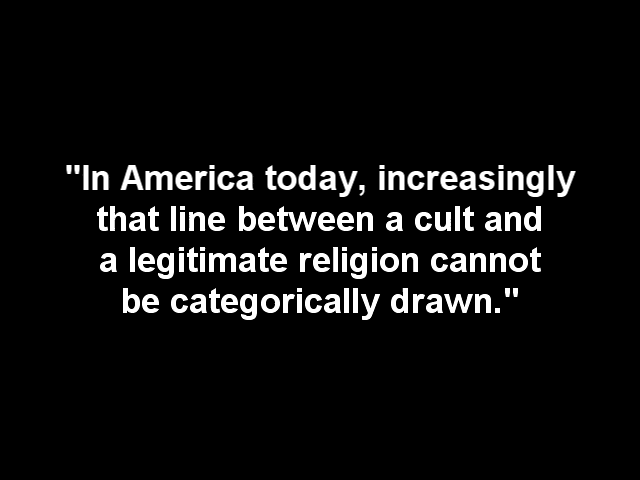 "In America today, increasingly
that line between a cult and
a legitimate religion cannot
be categorically drawn."